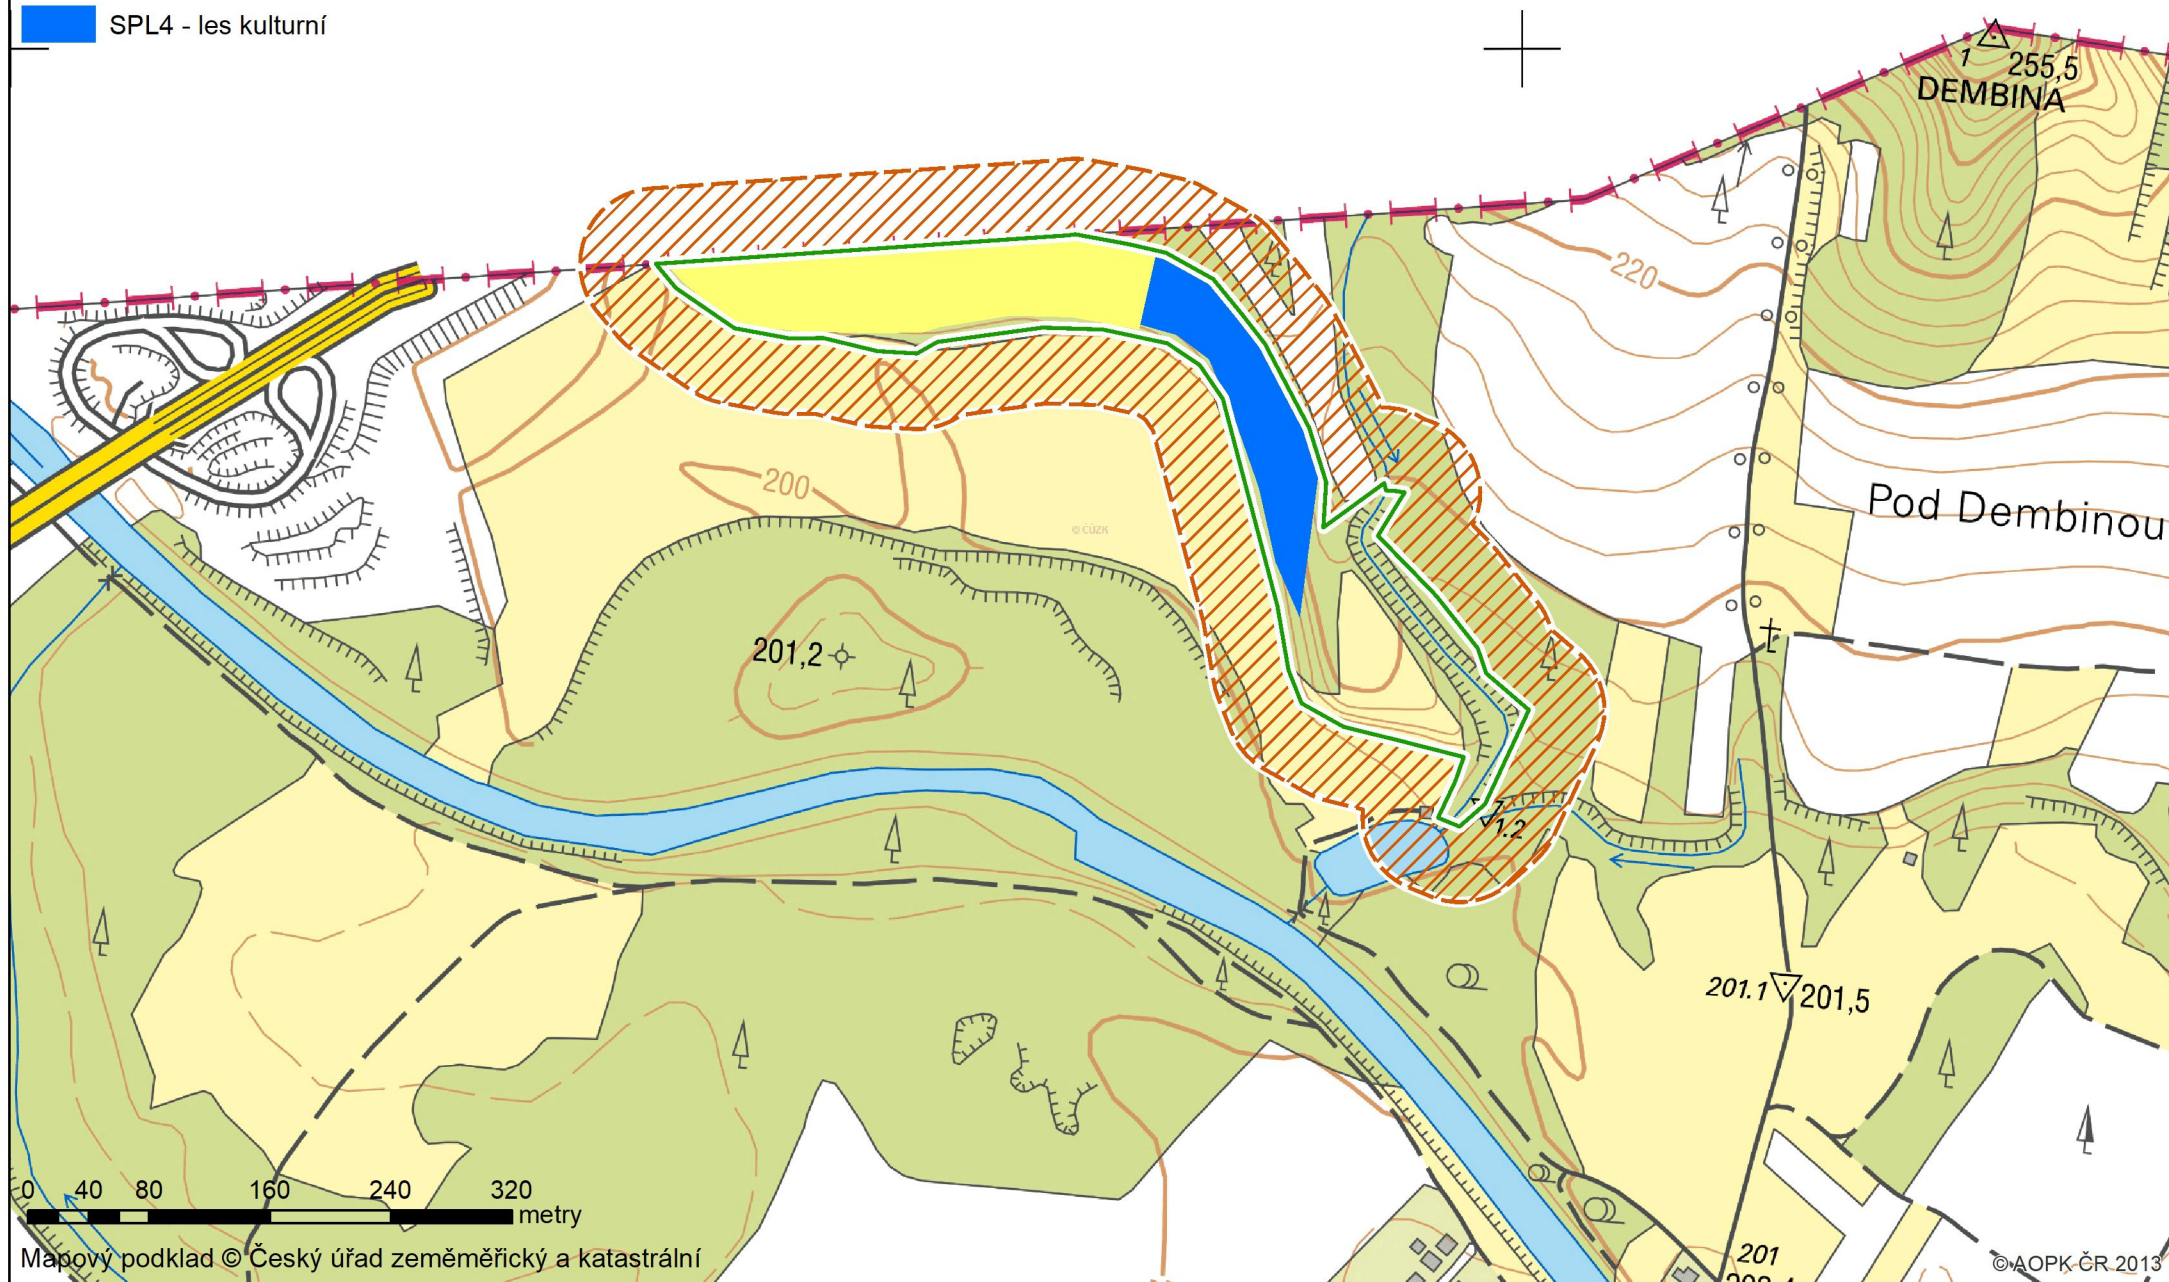 SPL4 - les kulturní
1
255,5
DEMBINA
220
200
© ČÚZK
Pod Dembinou
201,2
1.2
201.1 201,5
0 40 80 160 240 320
metry
201
Mapový podklad © Český úřad zeměměřický a katastrální
© AOPK ČR 2013